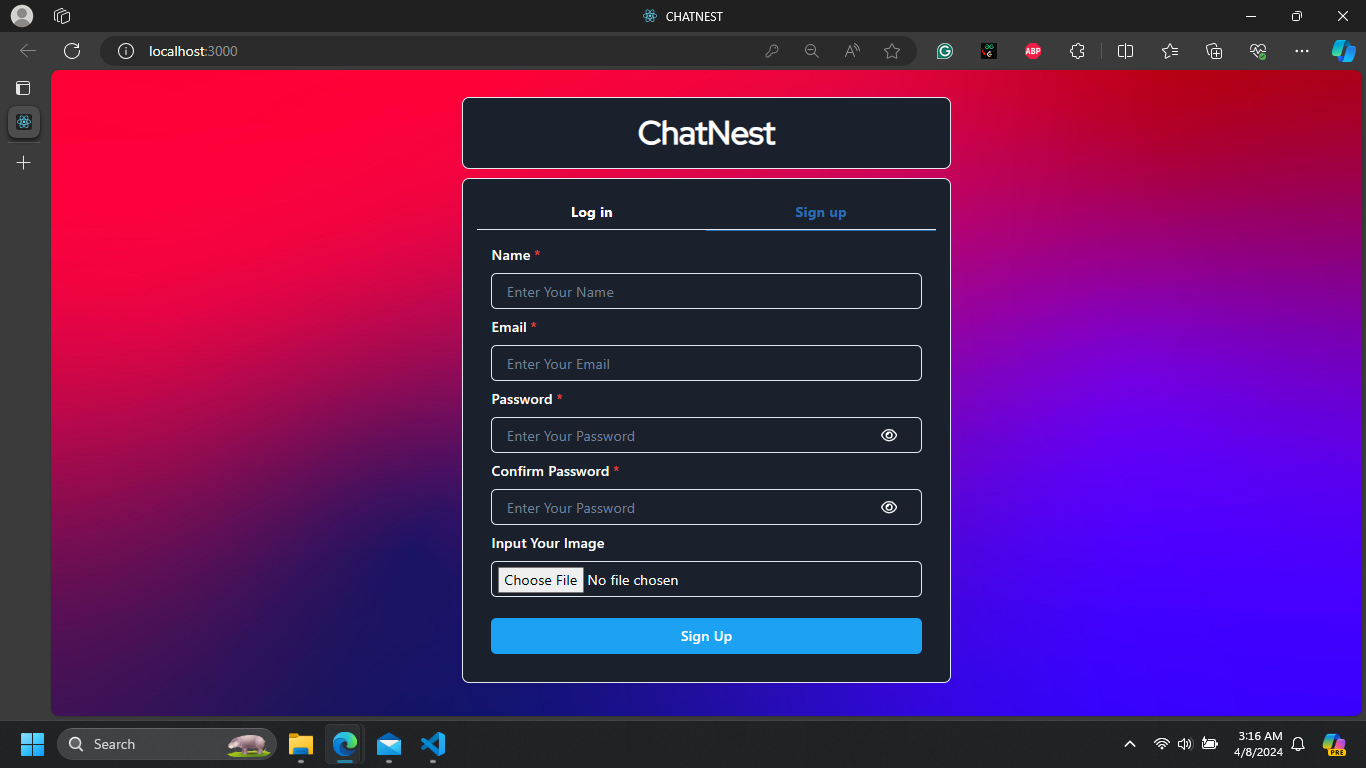 CHATNEST
localhost:3000
ABP
ChatNest
Log in
Sign up
Name *
Enter Your Name
Email *
Enter Your Email
Password *
Enter Your Password
Confirm Password *
Enter Your Password
Input Your Image
Choose File No file chosen
Sign Up
Search
3:16 AM
4/8/2024
PRE